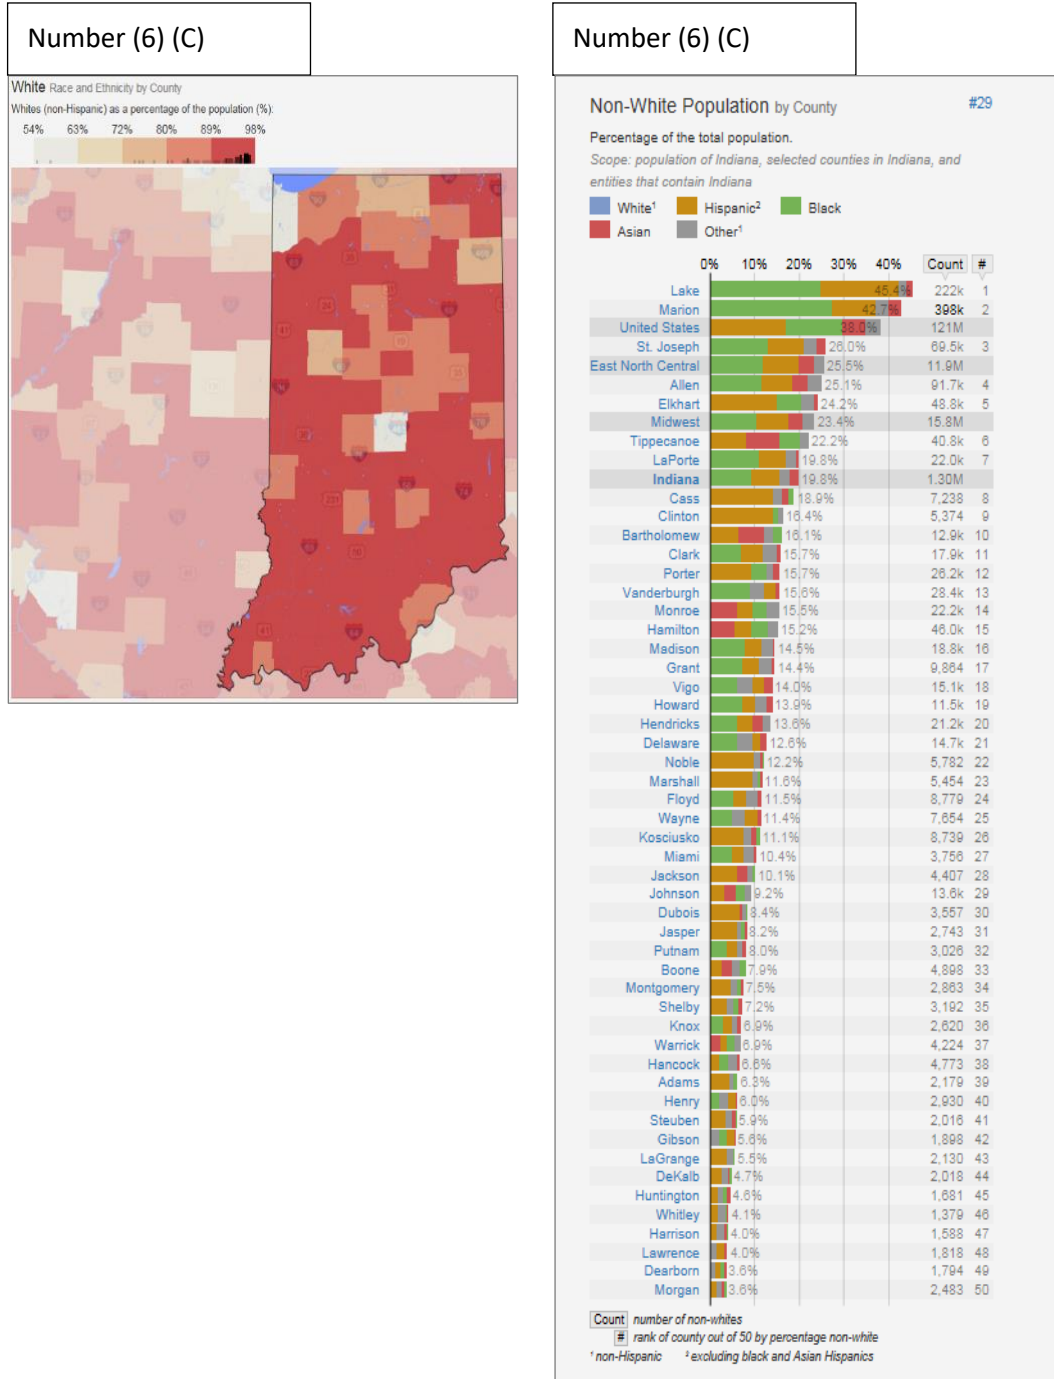 Number (6) (C)
White Race and Ethnicity by County
Whites (non-Hispanic) as a percentage of the population (%):
54% 63% 72% 80% 89% 98%
Number (6) (C)
Non-White Population by County #29
Percentage of the total population.
Scope: population of Indiana, selected counties in Indiana, and
entities that contain Indiana
White¹ Hispanic² Black
Asian Other¹
0% 10% 20% 30% 40% Count #
Lake 45.4% 222k 1
Marion 42.7% 398k 2
United States 38.0% 121M
St. Joseph 26.0% 69.5k 3
East North Central 25.5% 11.9M
Allen 25.1% 91.7k 4
Elkhart 24.2% 48.8k 5
Midwest 23.4% 15.8M
Tippecanoe 22.2% 40.8k 6
LaPorte 19.8% 22.0k 7
Indiana 19.8% 1.30M
Cass 18.9% 7,238 8
Clinton 16.4% 5,374 9
Bartholomew 16.1% 12.9k 10
Clark 15.7% 17.9k 11
Porter 15.7% 26.2k 12
Vanderburgh 15.6% 28.4k 13
Monroe 15.5% 22.2k 14
Hamilton 15.2% 46.0k 15
Madison 14.5% 18.8k 16
Grant 14.4% 9,864 17
Vigo 14.0% 15.1k 18
Howard 13.9% 11.5k 19
Hendricks 13.6% 21.2k 20
Delaware 12.6% 14.7k 21
Noble 12.2% 5,782 22
Marshall 11.6% 5,454 23
Floyd 11.5% 8,779 24
Wayne 11.4% 7,654 25
Kosciusko 11.1% 8,739 26
Miami 10.4% 3,756 27
Jackson 10.1% 4,407 28
Johnson 9.2% 13.6k 29
Dubois 8.4% 3,557 30
Jasper 8.2% 2,743 31
Putnam 8.0% 3,026 32
Boone 7.9% 4,898 33
Montgomery 7.5% 2,863 34
Shelby 7.2% 3,192 35
Knox 6.9% 2,620 36
Warrick 6.9% 4,224 37
Hancock 6.6% 4,773 38
Adams 6.3% 2,179 39
Henry 6.0% 2,930 40
Steuben 5.9% 2,016 41
Gibson 5.6% 1,898 42
LaGrange 5.5% 2,130 43
DeKalb 4.7% 2,018 44
Huntington 4.6% 1,681 45
Whitley 4.1% 1,379 46
Harrison 4.0% 1,588 47
Lawrence 4.0% 1,818 48
Dearborn 3.6% 1,794 49
Morgan 3.6% 2,483 50
Count number of non-whites
# rank of county out of 50 by percentage non-white
¹ non-Hispanic ² excluding black and Asian Hispanics